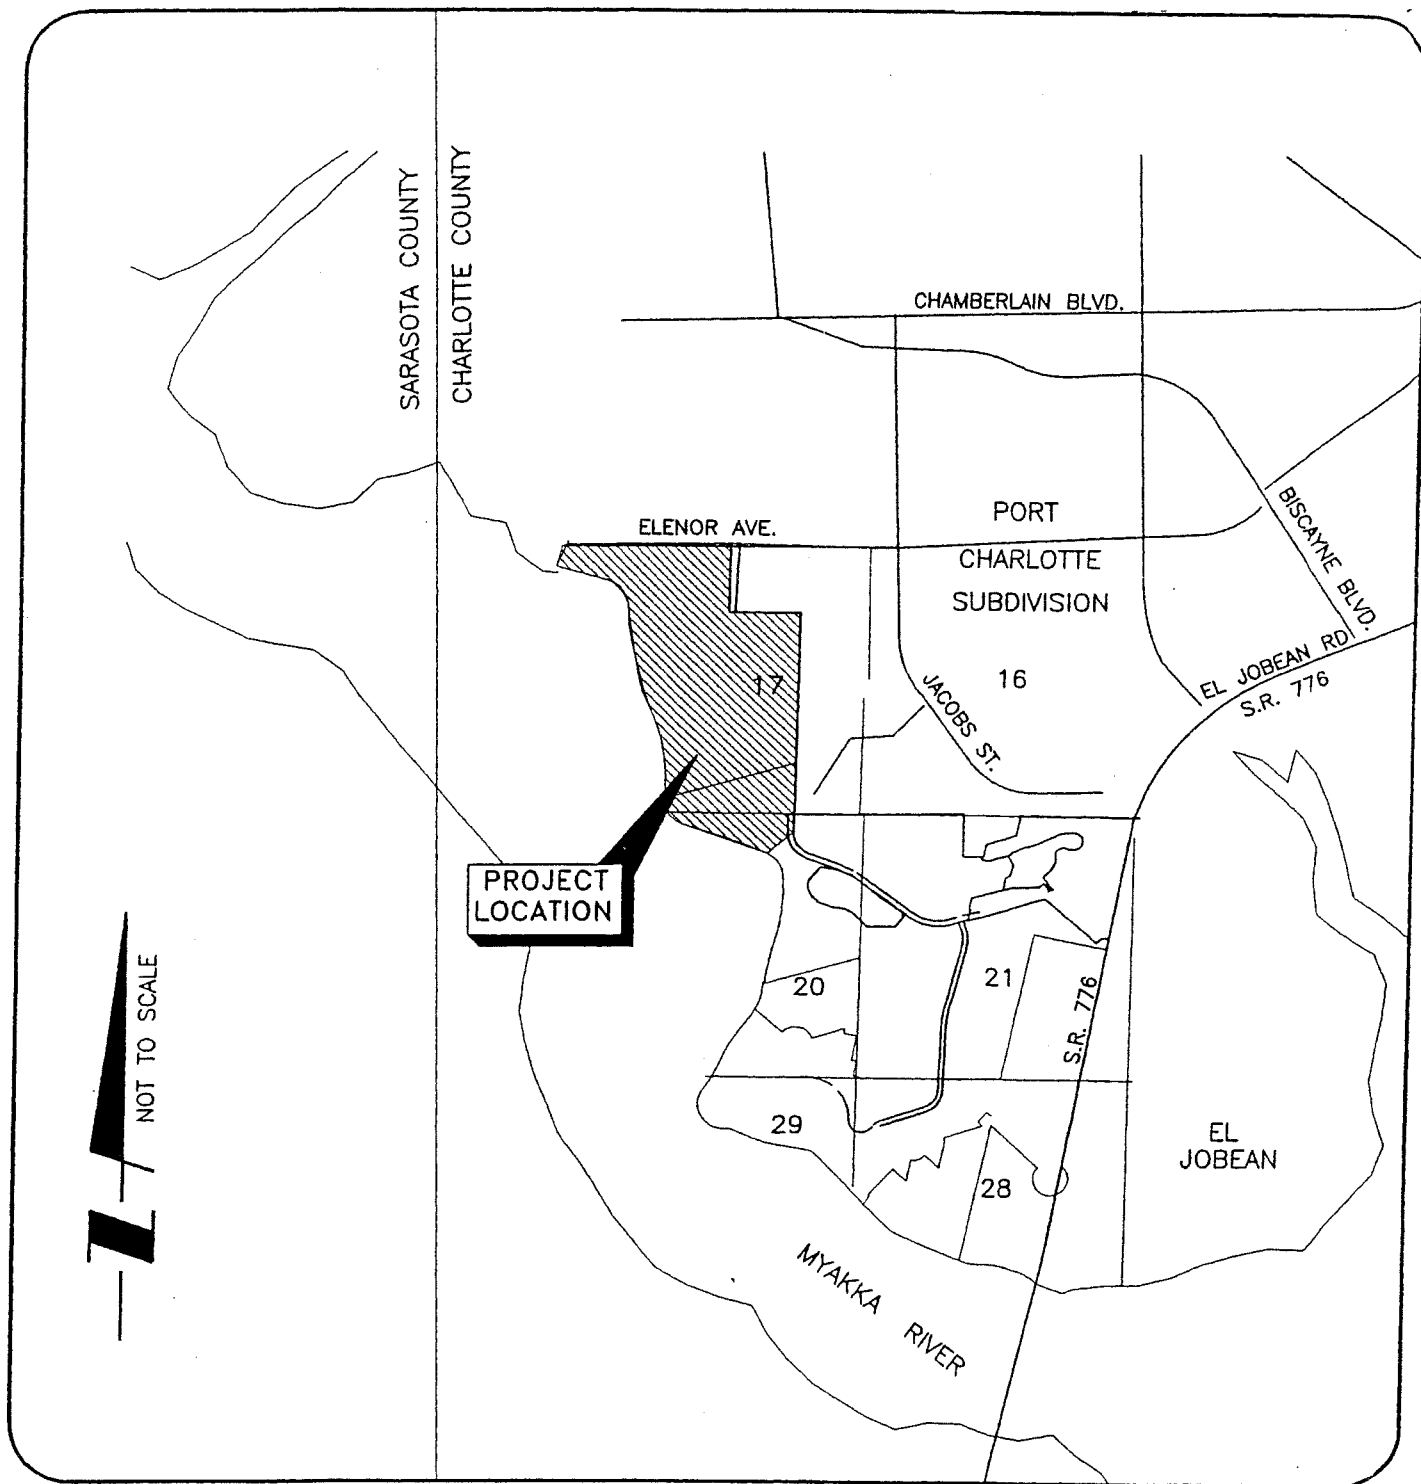 SARASOTA COUNTY
CHARLOTTE COUNTY
CHAMBERLAIN BLVD.
ELENOR AVE.
PORT
CHARLOTTE
SUBDIVISION
BISCAYNE BLVD.
EL JOBEAN RD
S.R. 776
17
16
JACOBS ST.
PROJECT
LOCATION
NOT TO SCALE
20
21
S.R. 776
29
28
EL
JOBEAN
MYAKKA RIVER